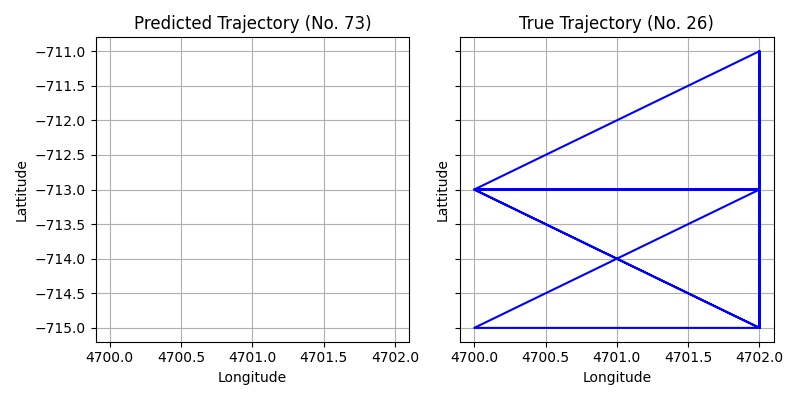 Predicted Trajectory (No. 73)
True Trajectory (No. 26)
−711.0
−711.5
−712.0
−712.5
−713.0
−713.5
−714.0
−714.5
−715.0
Lattitude
Lattitude
4700.0 4700.5 4701.0 4701.5 4702.0
4700.0 4700.5 4701.0 4701.5 4702.0
Longitude
Longitude